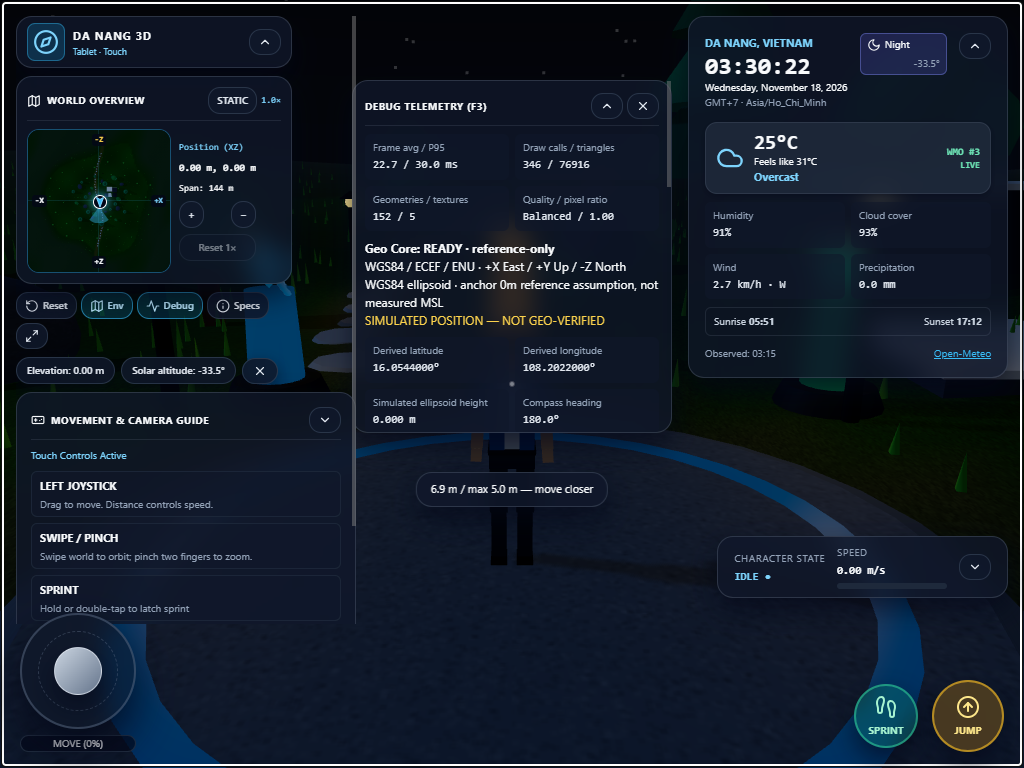 DA NANG 3D
Tablet · Touch
WORLD OVERVIEW
STATIC
1.0×
-Z
-X
+X
+Z
Position (XZ)
0.00 m, 0.00 m
Span: 144 m
+
−
Reset 1×
Reset
Env
Debug
Specs
Elevation: 0.00 m
Solar altitude: -33.5°
MOVEMENT & CAMERA GUIDE
Touch Controls Active
LEFT JOYSTICK
Drag to move. Distance controls speed.
SWIPE / PINCH
Swipe world to orbit; pinch two fingers to zoom.
SPRINT
Hold or double-tap to latch sprint
MOVE (0%)
DEBUG TELEMETRY (F3)
Frame avg / P95
22.7 / 30.0 ms
Draw calls / triangles
346 / 76916
Geometries / textures
152 / 5
Quality / pixel ratio
Balanced / 1.00
Geo Core: READY · reference-only
WGS84 / ECEF / ENU · +X East / +Y Up / -Z North
WGS84 ellipsoid · anchor 0m reference assumption, not
measured MSL
SIMULATED POSITION — NOT GEO-VERIFIED
Derived latitude
16.0544000°
Derived longitude
108.2022000°
Simulated ellipsoid height
0.000 m
Compass heading
180.0°
6.9 m / max 5.0 m — move closer
DA NANG, VIETNAM
03:30:22
Wednesday, November 18, 2026
GMT+7 · Asia/Ho_Chi_Minh
Night
-33.5°
25°C
Feels like 31°C
Overcast
WMO #3
LIVE
Humidity
91%
Cloud cover
93%
Wind
2.7 km/h · W
Precipitation
0.0 mm
Sunrise 05:51
Sunset 17:12
Observed: 03:15
Open-Meteo
CHARACTER STATE
IDLE
SPEED
0.00 m/s
SPRINT
JUMP